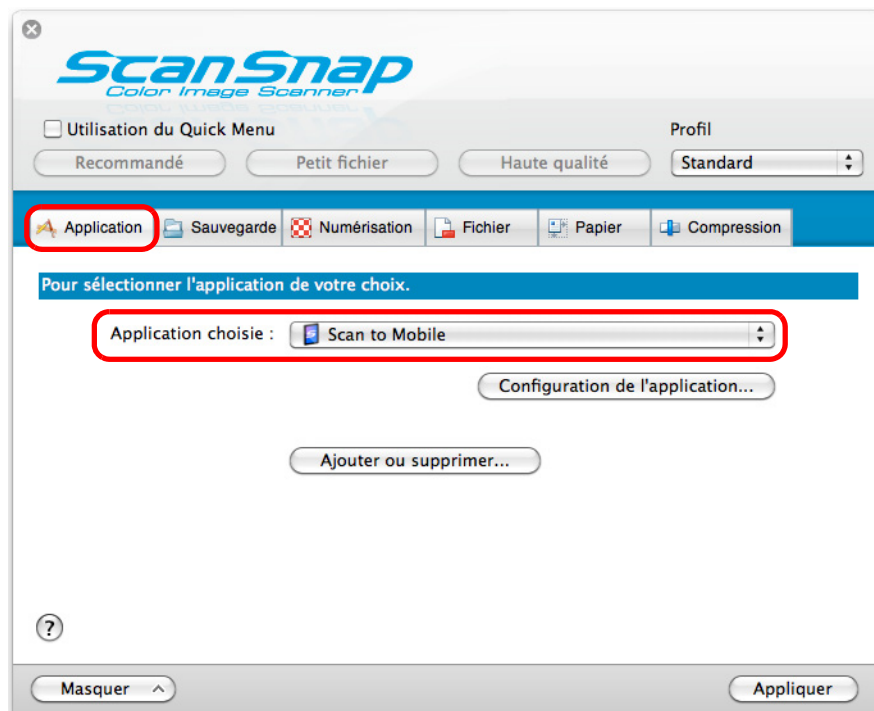 ScanSnap
Color Image Scanner
Utilisation du Quick Menu
Profil
Recommandé Petit fichier Haute qualité Standard
Application Sauvegarde Numérisation Fichier Papier Compression
Pour sélectionner l'application de votre choix.
Application choisie : Scan to Mobile
Configuration de l'application...
Ajouter ou supprimer...
?
Masquer Appliquer